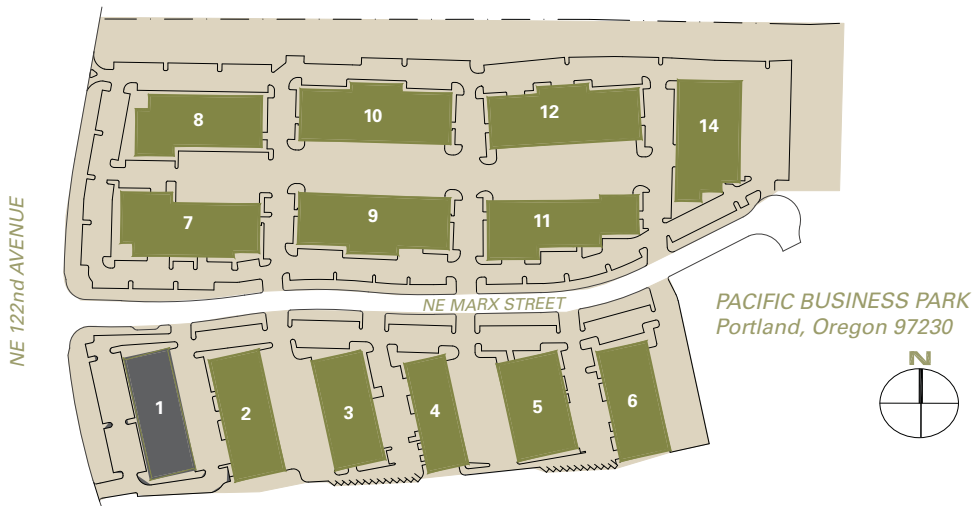 8
10
12
14
7
9
11
NE 122nd AVENUE
NE MARX STREET
PACIFIC BUSINESS PARK
Portland, Oregon 97230
N
1
2
3
4
5
6